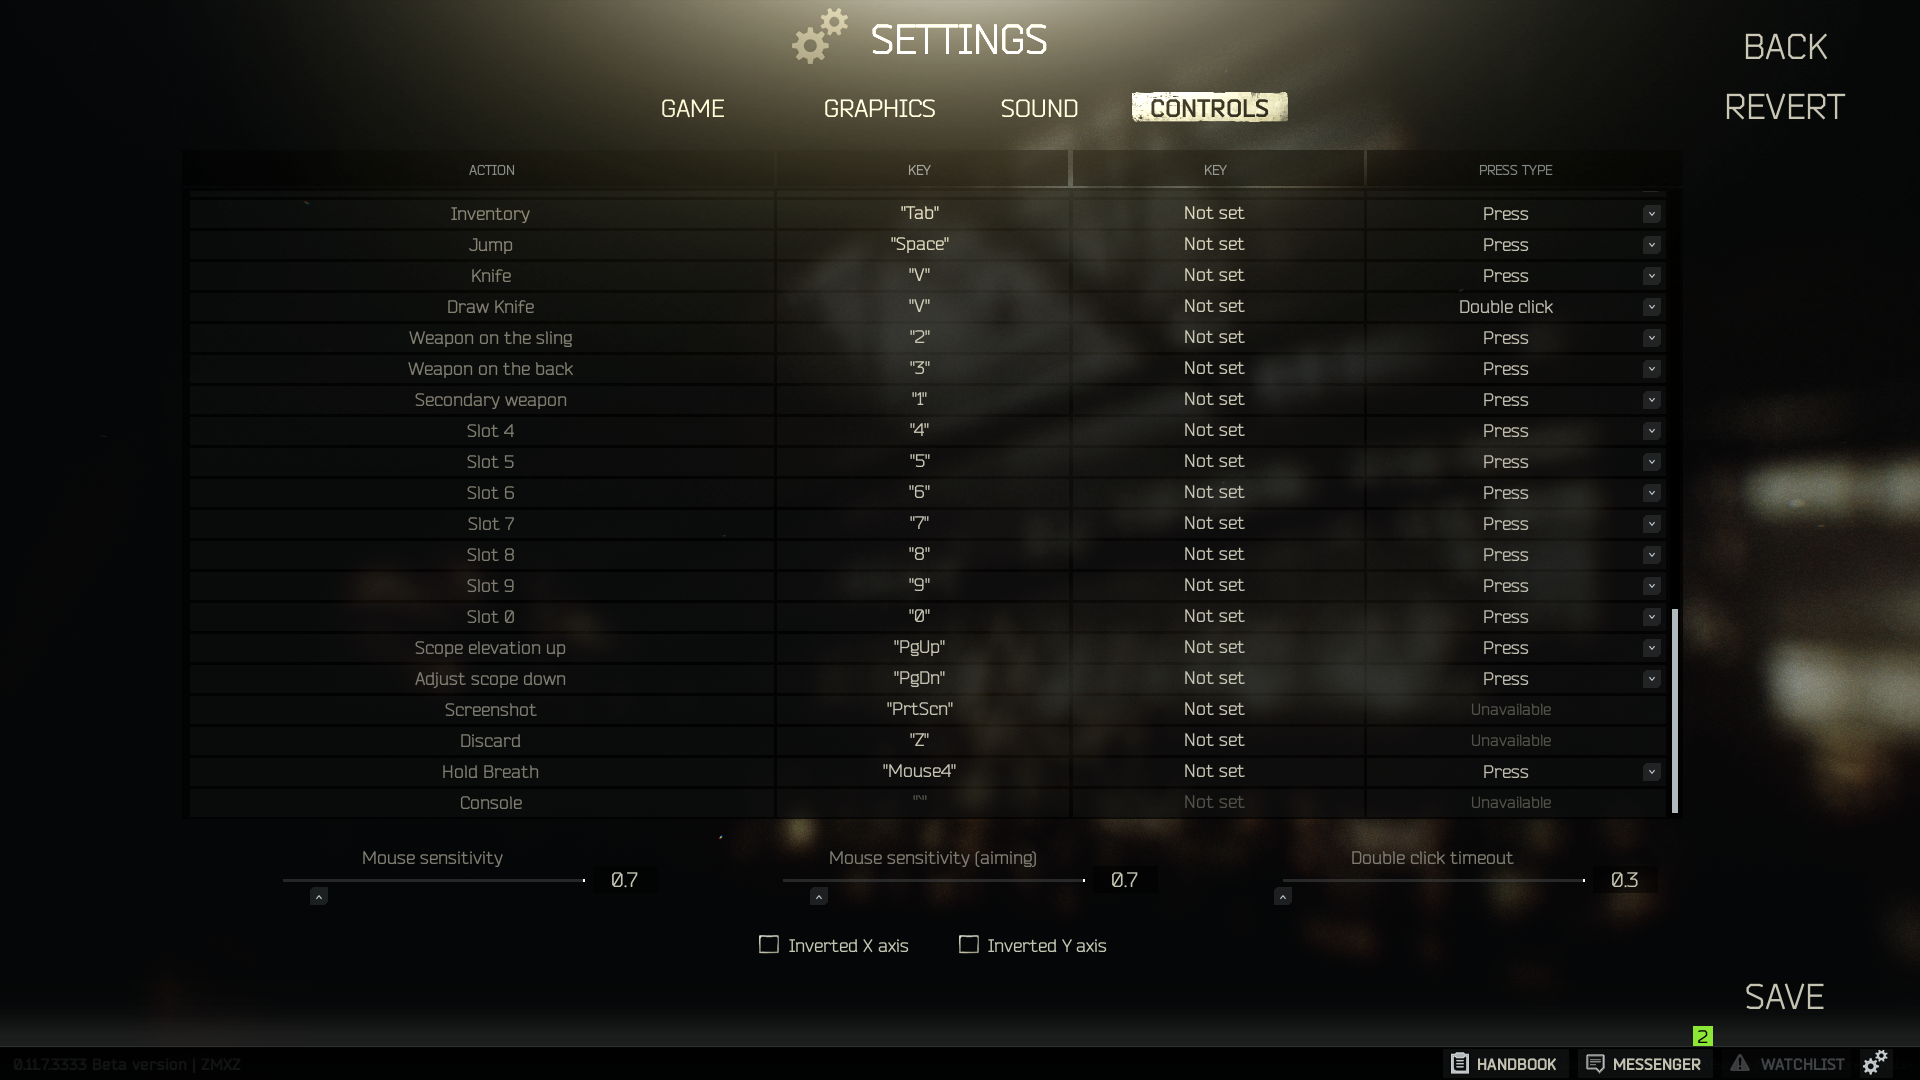 SETTINGS
BACK
GAME GRAPHICS SOUND CONTROLS
REVERT
ACTION KEY KEY PRESS TYPE
Inventory "Tab" Not set Press
Jump "Space" Not set Press
Knife "V" Not set Press
Draw Knife "V" Not set Double click
Weapon on the sling "2" Not set Press
Weapon on the back "3" Not set Press
Secondary weapon "1" Not set Press
Slot 4 "4" Not set Press
Slot 5 "5" Not set Press
Slot 6 "6" Not set Press
Slot 7 "7" Not set Press
Slot 8 "8" Not set Press
Slot 9 "9" Not set Press
Slot 0 "0" Not set Press
Scope elevation up "PgUp" Not set Press
Adjust scope down "PgDn" Not set Press
Screenshot "PrtScn" Not set Unavailable
Discard "Z" Not set Unavailable
Hold Breath "Mouse4" Not set Press
Console Not set Unavailable
Mouse sensitivity 0.7
Mouse sensitivity (aiming) 0.7
Double click timeout 0.3
Inverted X axis Inverted Y axis
SAVE
2
0.11.7.3333 Beta version | ZMXZ
HANDBOOK MESSENGER WATCHLIST